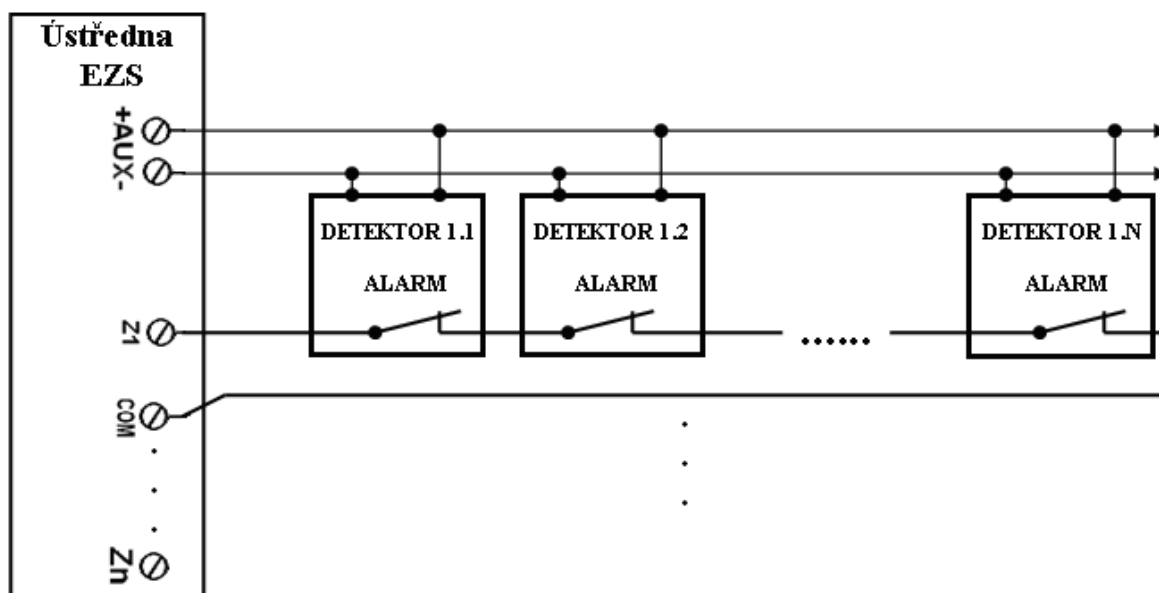 Ústředna
EZS
+AUX-
DETEKTOR 1.1
DETEKTOR 1.2
DETEKTOR 1.N
ALARM
ALARM
ALARM
Z1
......
COM
Zn